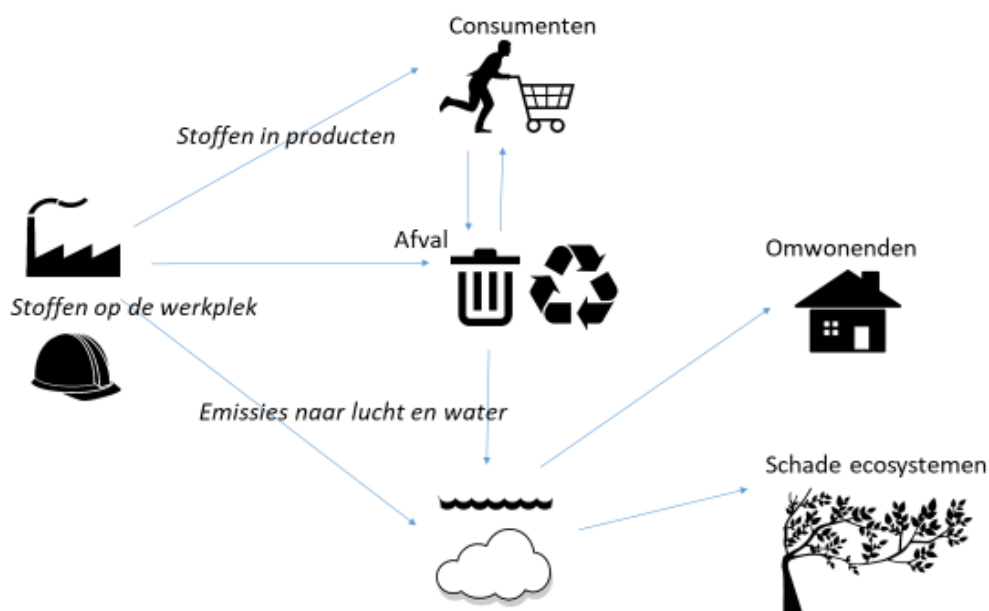 Consumenten
Stoffen in producten
Afval
Omwonenden
Stoffen op de werkplek
Emissies naar lucht en water
Schade ecosystemen